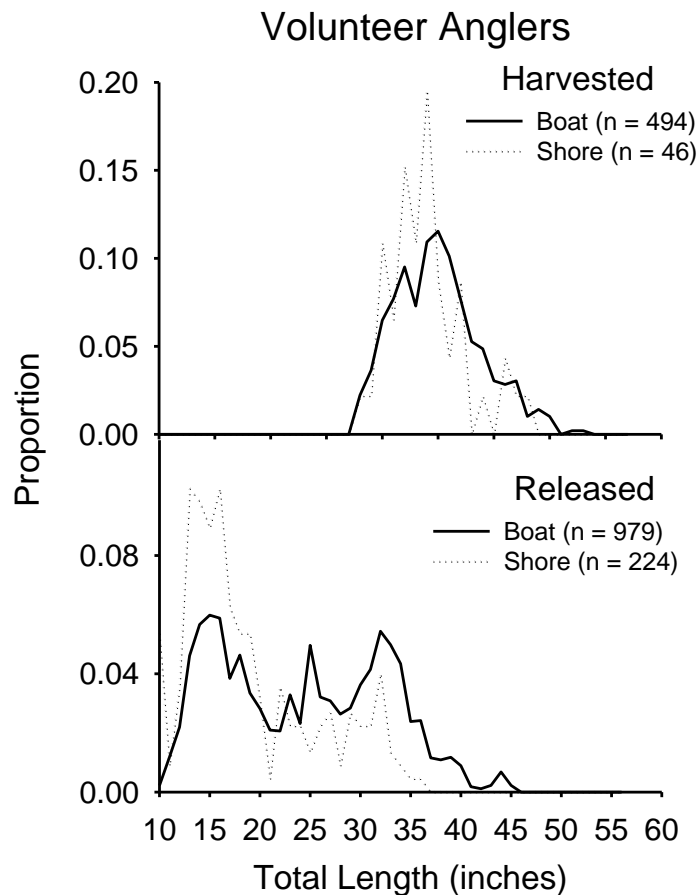 Volunteer Anglers
Harvested
Boat (n = 494)
Shore (n = 46)
0.20
0.15
0.10
0.05
0.00
Proportion
Released
Boat (n = 979)
Shore (n = 224)
0.08
0.04
0.00
10 15 20 25 30 35 40 45 50 55 60
Total Length (inches)